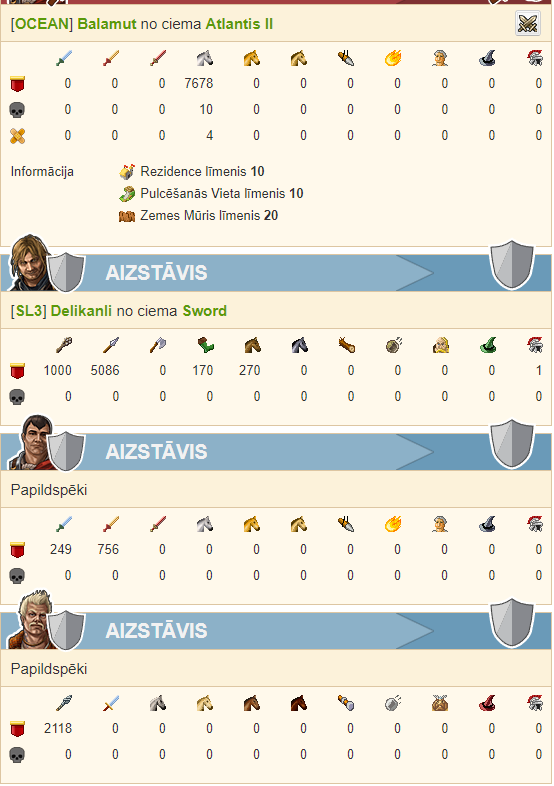 [OCEAN] Balamut no ciema Atlantis II
0 0 0 7678 0 0 0 0 0 0 0
0 0 0 10 0 0 0 0 0 0 0
0 0 0 4 0 0 0 0 0 0 0
Informācija Rezidence līmenis 10
Pulcēšanās Vieta līmenis 10
Zemes Mūris līmenis 20
AIZSTĀVIS
[SL3] Delikanli no ciema Sword
1000 5086 0 170 270 0 0 0 0 0 1
0 0 0 0 0 0 0 0 0 0 0
AIZSTĀVIS
Papildspēki
249 756 0 0 0 0 0 0 0 0 0
0 0 0 0 0 0 0 0 0 0 0
AIZSTĀVIS
Papildspēki
2118 0 0 0 0 0 0 0 0 0 0
0 0 0 0 0 0 0 0 0 0 0